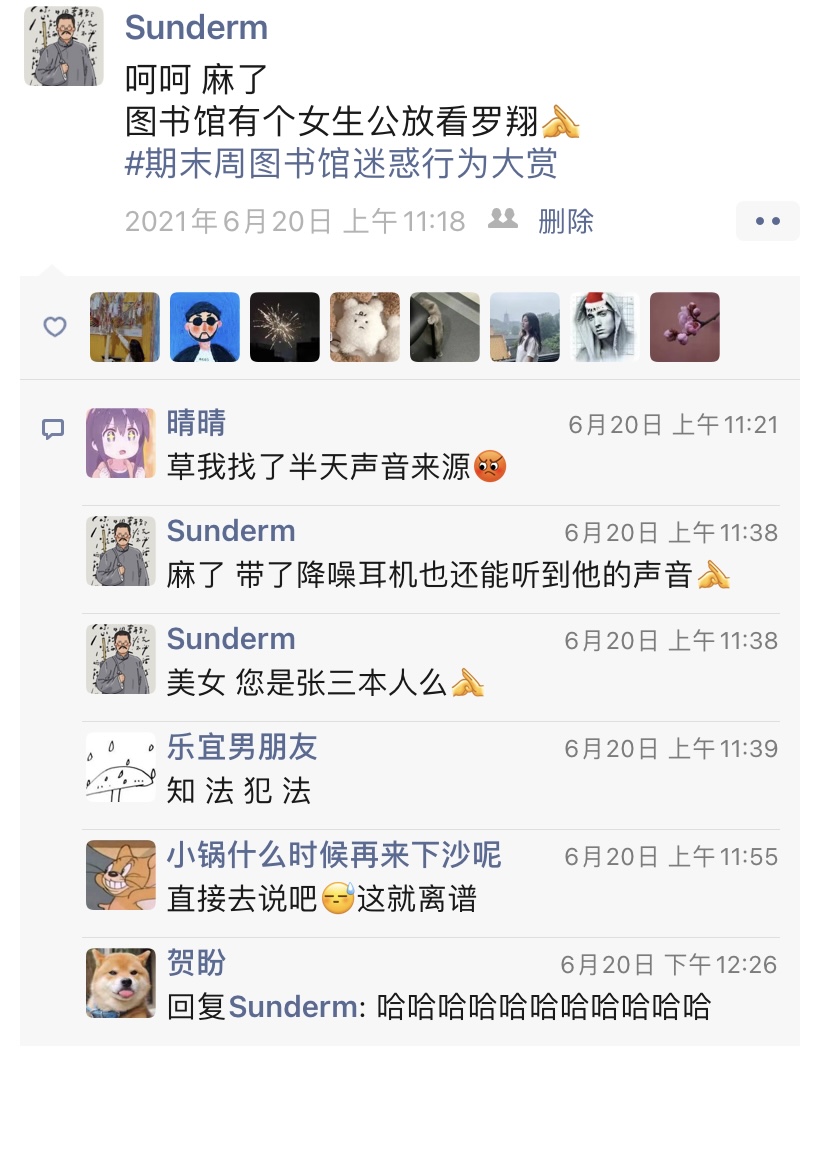 Sunderm
呵呵 麻了
图书馆有个女生公放看罗翔🫴
#期末周图书馆迷惑行为大赏
2021年6月20日 上午11:18 删除
晴晴 6月20日 上午11:21
草我找了半天声音来源😡
Sunderm 6月20日 上午11:38
麻了 带了降噪耳机也还能听到他的声音🫴
Sunderm 6月20日 上午11:38
美女 您是张三本人么🫴
乐宜男朋友 6月20日 上午11:39
知 法 犯 法
小锅什么时候再来下沙呢 6月20日 上午11:55
直接去说吧😅这就离谱
贺盼 6月20日 下午12:26
回复Sunderm: 哈哈哈哈哈哈哈哈哈哈哈